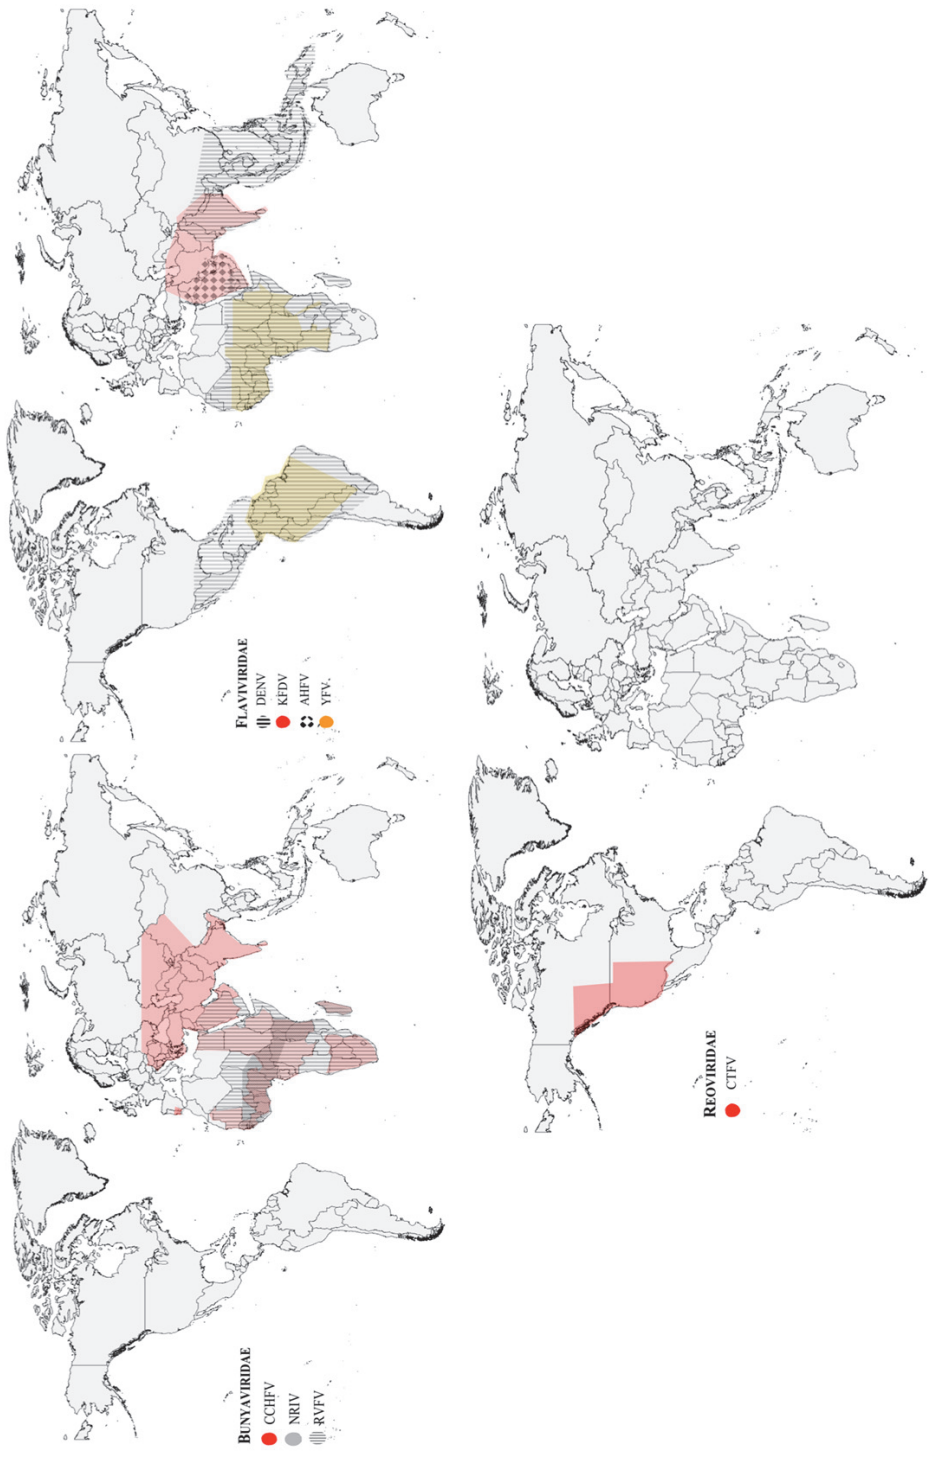 BUNYAVIRIDAE
CCHFV
NRIV
RVFV
FLAVIVIRIDAE
DENV
KFDV
AHFV
YFV
REOVIRIDAE
CTFV